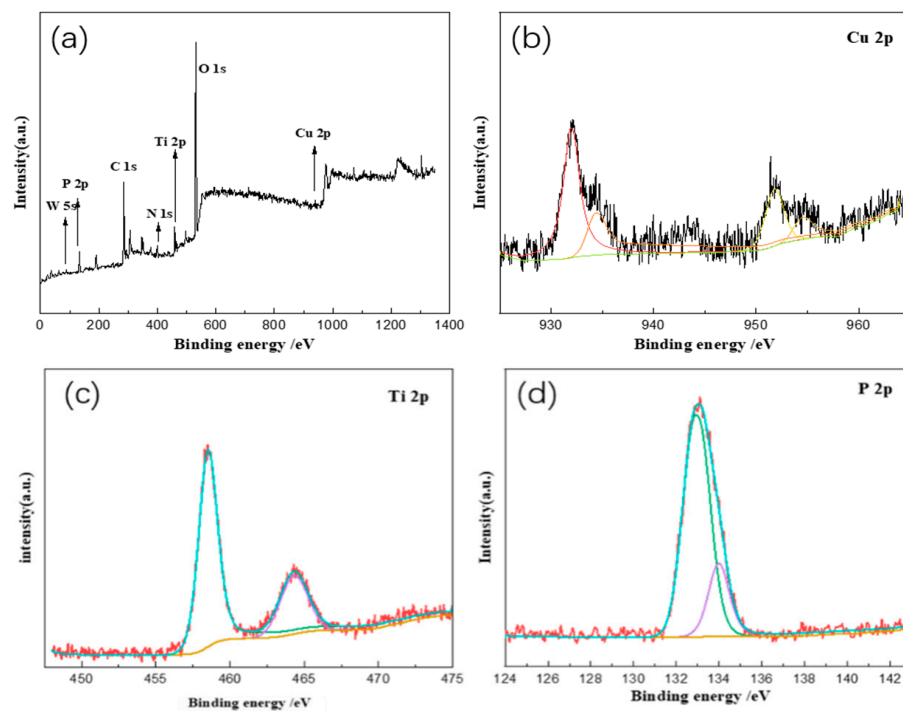 (a)
O 1s
Cu 2p
Ti 2p
C 1s
P 2p
W 5s
N 1s
Intensity(a.u.)
0 200 400 600 800 1000 1200 1400
Binding energy /eV
(b)
Cu 2p
Intensity(a.u.)
930 940 950 960
Binding energy /eV
(c)
Ti 2p
intensity(a.u.)
450 455 460 465 470 475
Binding energy /eV
(d)
P 2p
Intensity(a.u.)
124 126 128 130 132 134 136 138 140 142
Binding energy /eV